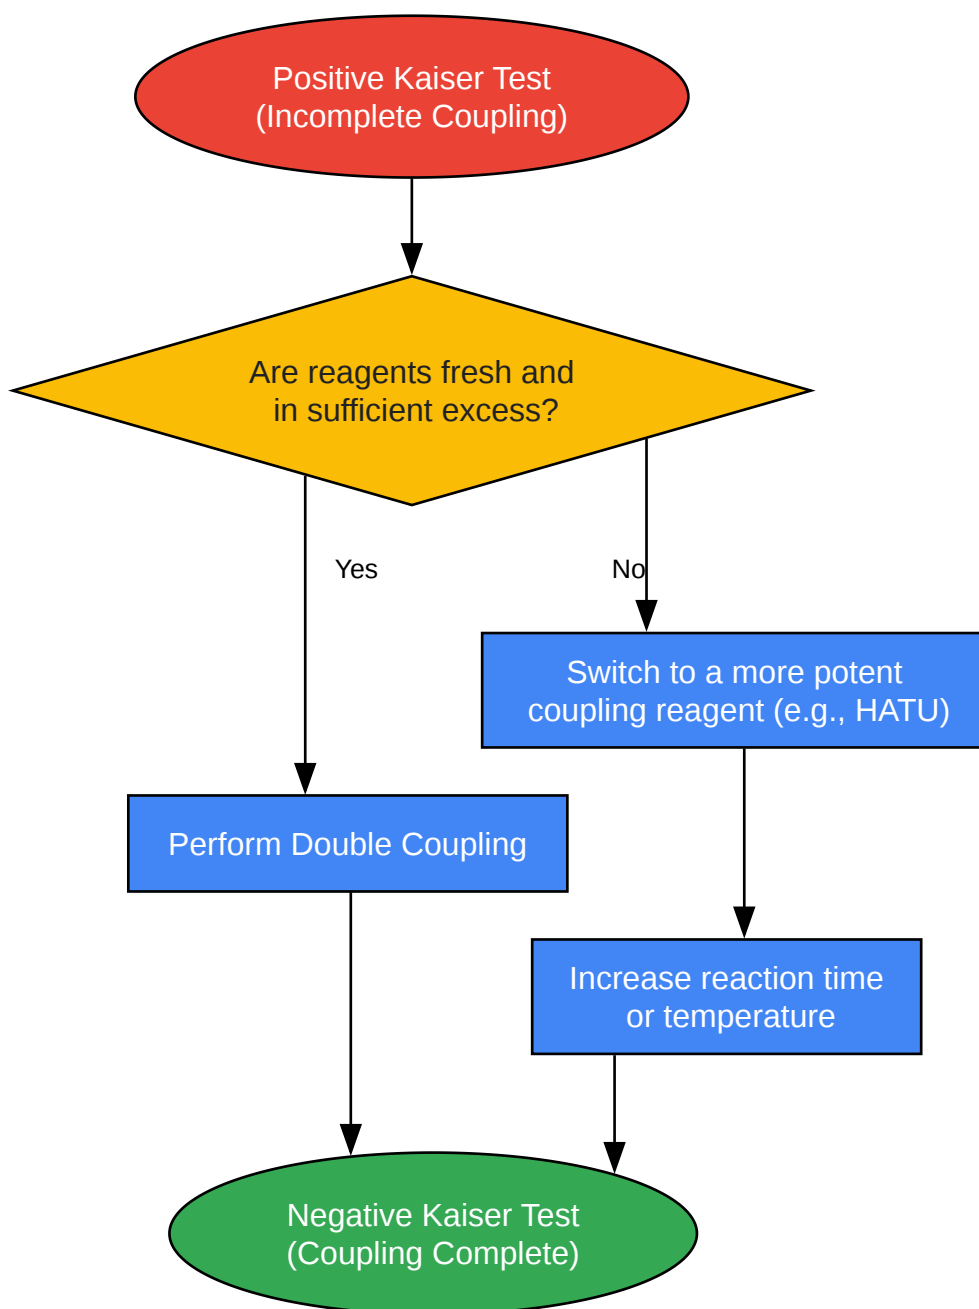 Positive Kaiser Test
(Incomplete Coupling)
Are reagents fresh and
in sufficient excess?
Yes
No
Switch to a more potent
coupling reagent (e.g., HATU)
Perform Double Coupling
Increase reaction time
or temperature
Negative Kaiser Test
(Coupling Complete)